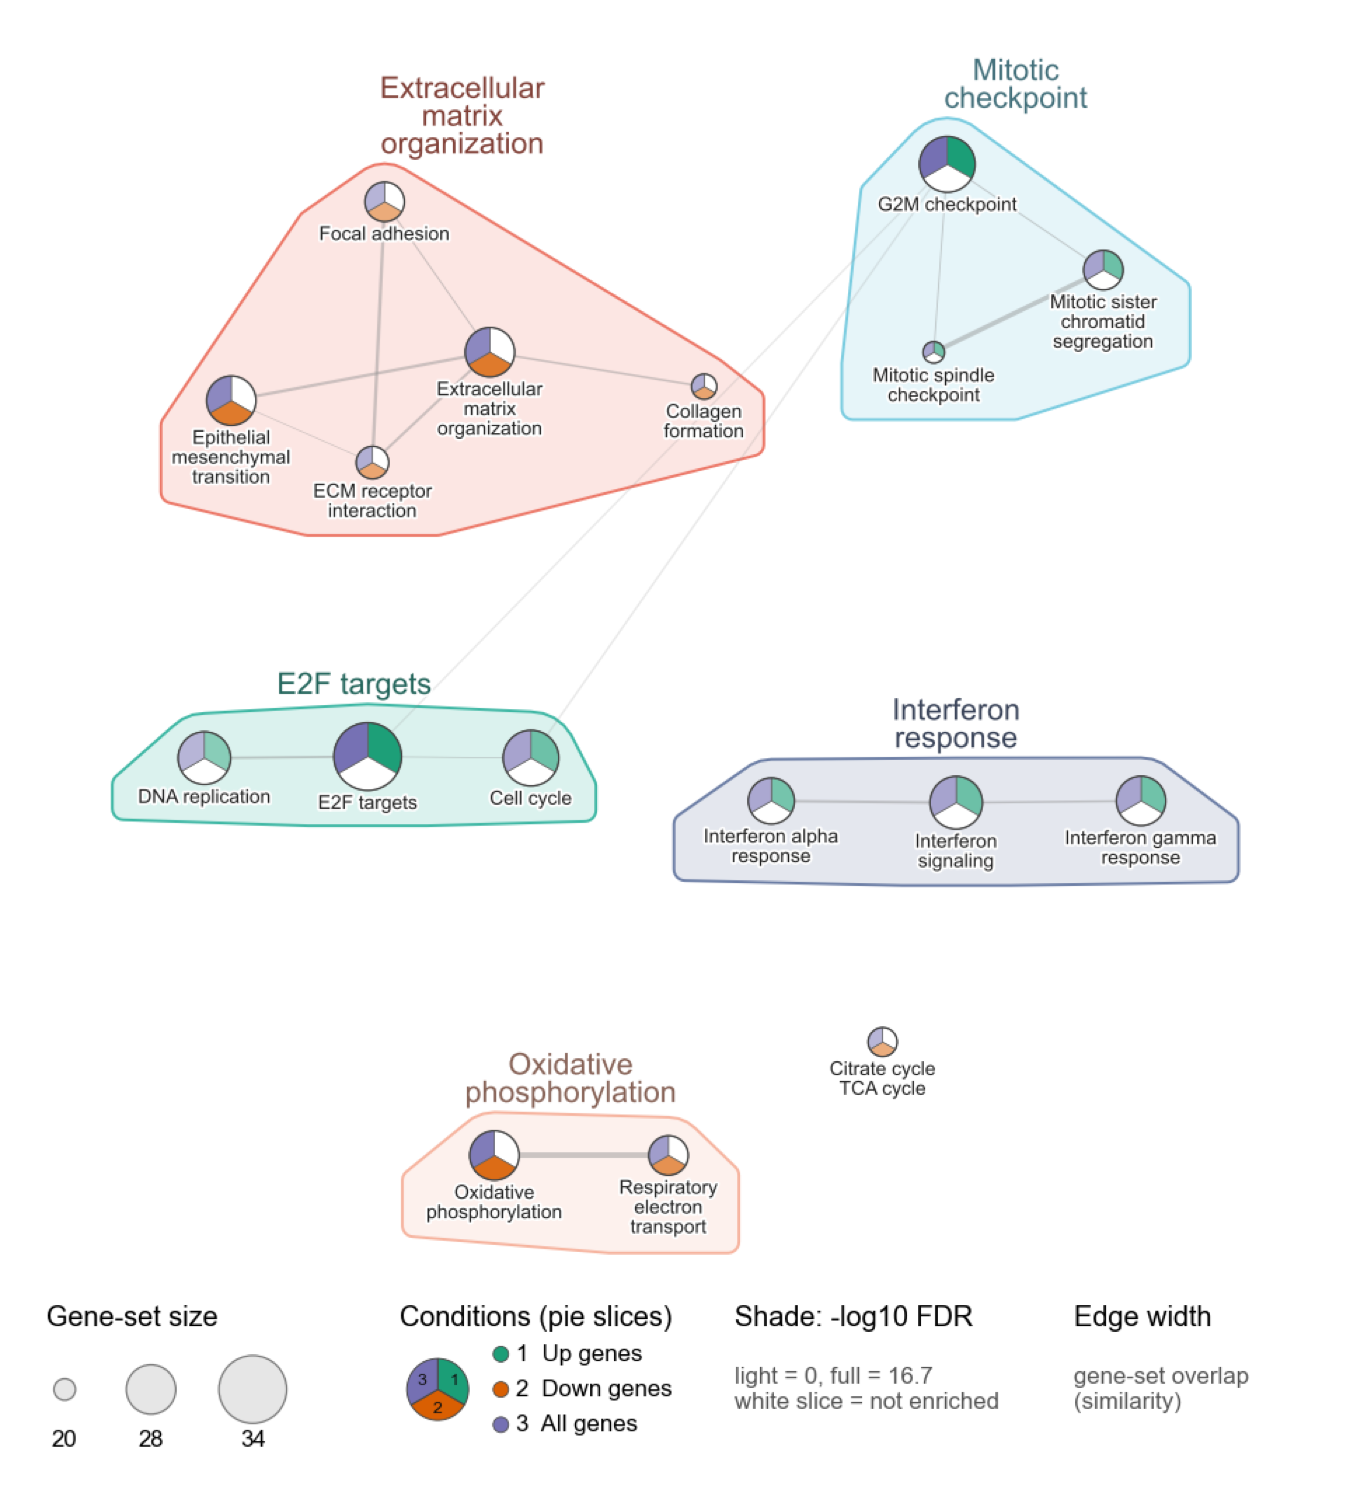 Extracellular
matrix
organization
Mitotic
checkpoint
Focal adhesion
G2M checkpoint
Mitotic sister
chromatid
segregation
Mitotic spindle
checkpoint
Extracellular
matrix
organization
Collagen
formation
Epithelial
mesenchymal
transition
ECM receptor
interaction
E2F targets
DNA replication
E2F targets
Cell cycle
Interferon
response
Interferon alpha
response
Interferon
signaling
Interferon gamma
response
Citrate cycle
TCA cycle
Oxidative
phosphorylation
Oxidative
phosphorylation
Respiratory
electron
transport
Gene-set size
20
28
34
Conditions (pie slices)
3
1
2
1 Up genes
2 Down genes
3 All genes
Shade: -log10 FDR
light = 0, full = 16.7
white slice = not enriched
Edge width
gene-set overlap
(similarity)